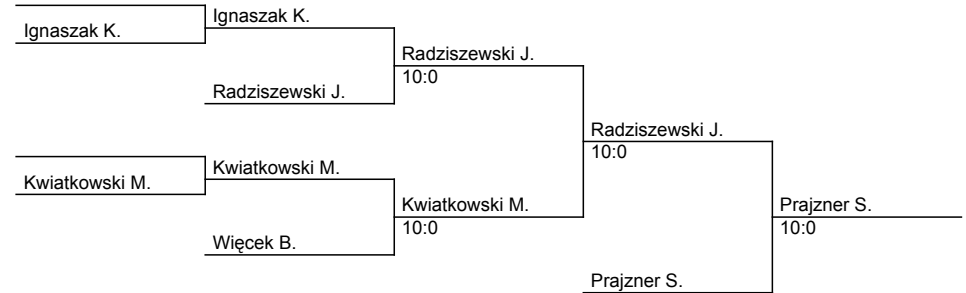 Ignaszak K.
Ignaszak K.
Radziszewski J.
10:0
Radziszewski J.
Radziszewski J.
10:0
Kwiatkowski M.
Kwiatkowski M.
Kwiatkowski M.
10:0
Prajzner S.
10:0
Więcek B.
Prajzner S.